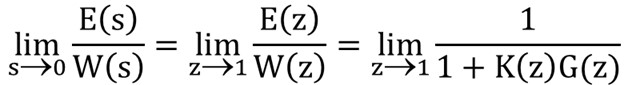 lim s→0 E(s)/W(s) = lim z→1 E(z)/W(z) = lim z→1 1/(1 + K(z)G(z))